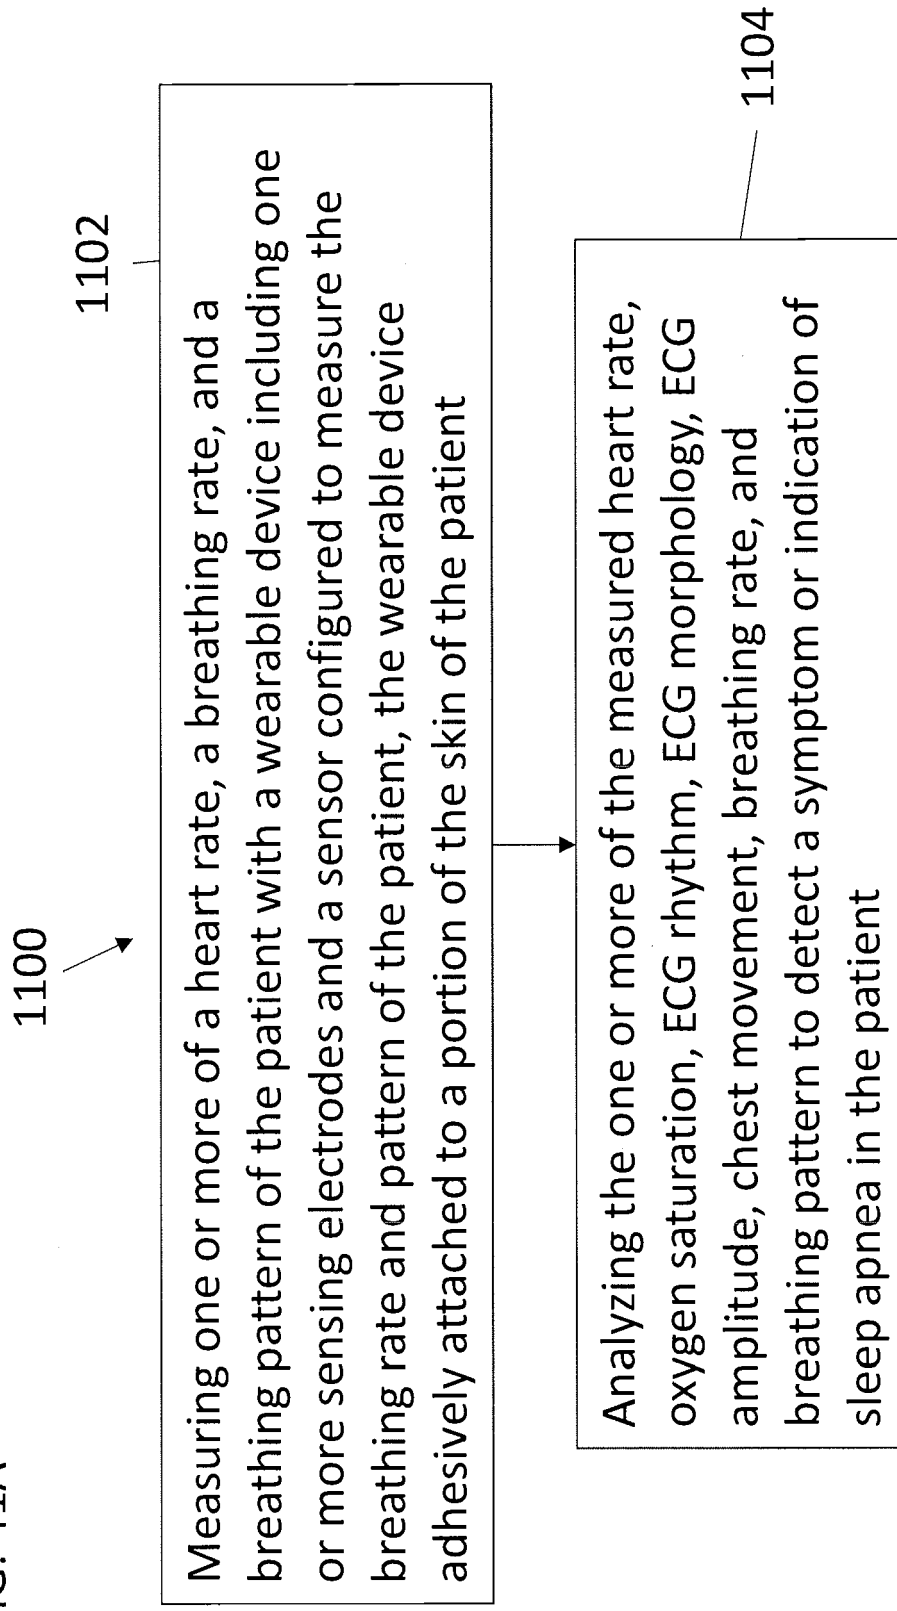 1100
1102
Measuring one or more of a heart rate, a breathing rate, and a
breathing pattern of the patient with a wearable device including one
or more sensing electrodes and a sensor configured to measure the
breathing rate and pattern of the patient, the wearable device
adhesively attached to a portion of the skin of the patient
1104
Analyzing the one or more of the measured heart rate,
oxygen saturation, ECG rhythm, ECG morphology, ECG
amplitude, chest movement, breathing rate, and
breathing pattern to detect a symptom or indication of
sleep apnea in the patient